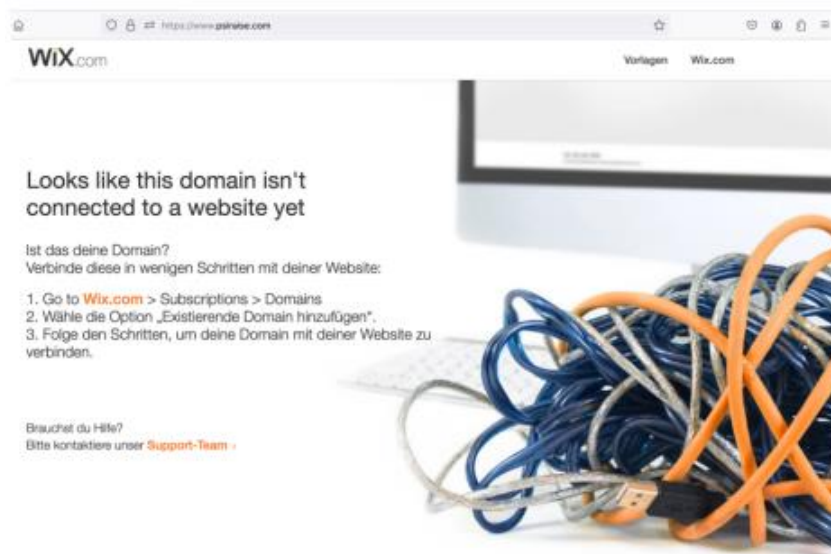 https://www.psiraise.com
WiX.com
Vorlagen Wix.com
Looks like this domain isn't
connected to a website yet
Ist das deine Domain?
Verbinde diese in wenigen Schritten mit deiner Website:
1. Go to Wix.com > Subscriptions > Domains
2. Wähle die Option „Existierende Domain hinzufügen".
3. Folge den Schritten, um deine Domain mit deiner Website zu
verbinden.
Brauchst du Hilfe?
Bitte kontaktiere unser Support-Team ›